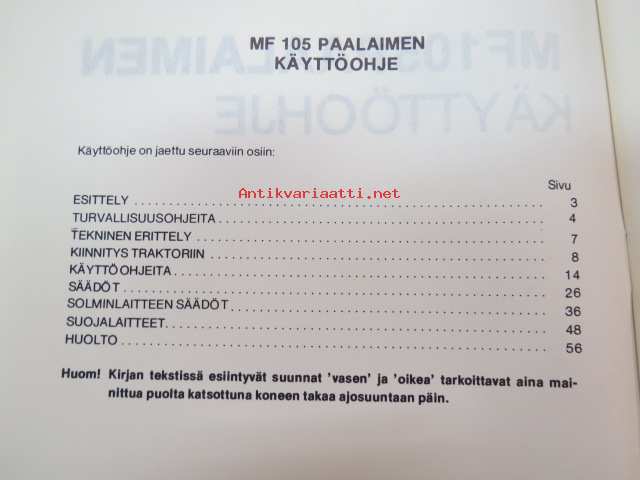 MF 105 PAALAIMEN
KÄYTTÖOHJE
Käyttöohje on jaettu seuraaviin osiin:
Sivu
Antikvariaatti.net
ESITTELY 3
TURVALLISUUSOHJEITA 4
TEKNINEN ERITTELY 7
KIINNITYS TRAKTORIIN 8
KÄYTTÖOHJEITA 14
SÄÄDÖT 26
SOLMINLAITTEEN SÄÄDÖT 36
SUOJALAITTEET 48
HUOLTO 56
Huom! Kirjan tekstissä esiintyvät suunnat 'vasen' ja 'oikea' tarkoittavat aina mai-
nittua puolta katsottuna koneen takaa ajosuuntaan päin.